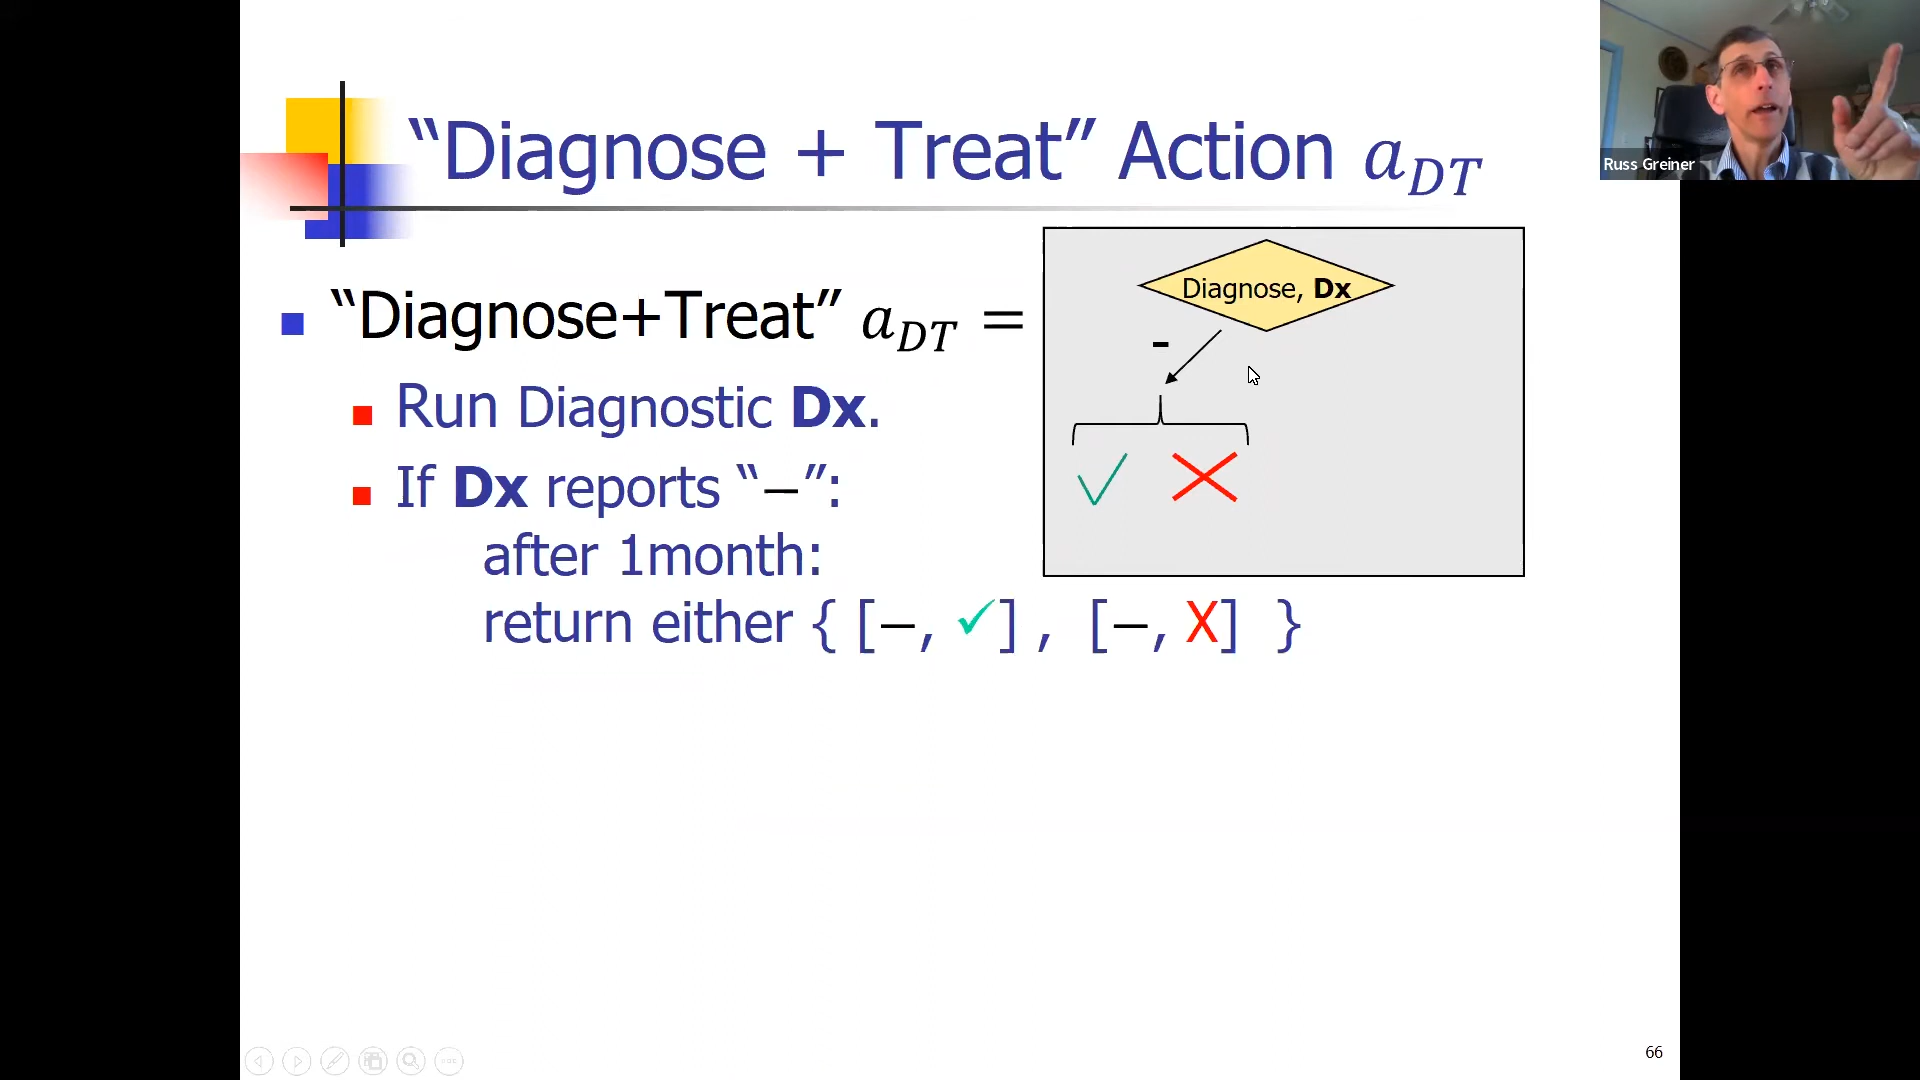 “Diagnose + Treat” Action a_DT
Russ Greiner
“Diagnose+Treat” a_DT =
Run Diagnostic Dx.
If Dx reports “−”:
after 1month:
return either { [−, ✓] , [−, X] }
Diagnose, Dx
-
66